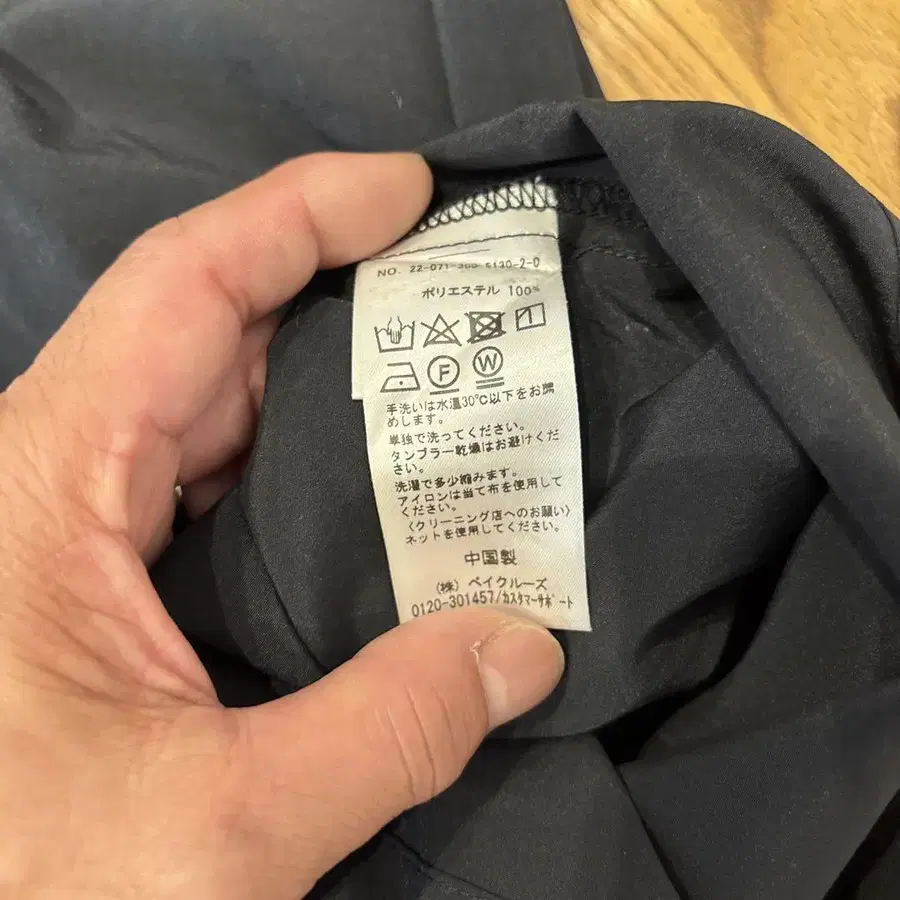 NO. 22-071-300-5130-2-0
ポリエステル 100%
F W
手洗いは水温30℃以下をお奨
めします。
単独で洗ってください。
タンブラー乾燥はお避けくだ
さい。
洗濯で多少縮みます。
アイロンは当て布を使用して
ください。
〈クリーニング店へのお願い〉
ネットを使用してください。
中国製
(株) ベイクルーズ
0120-301457/カスタマーサポート